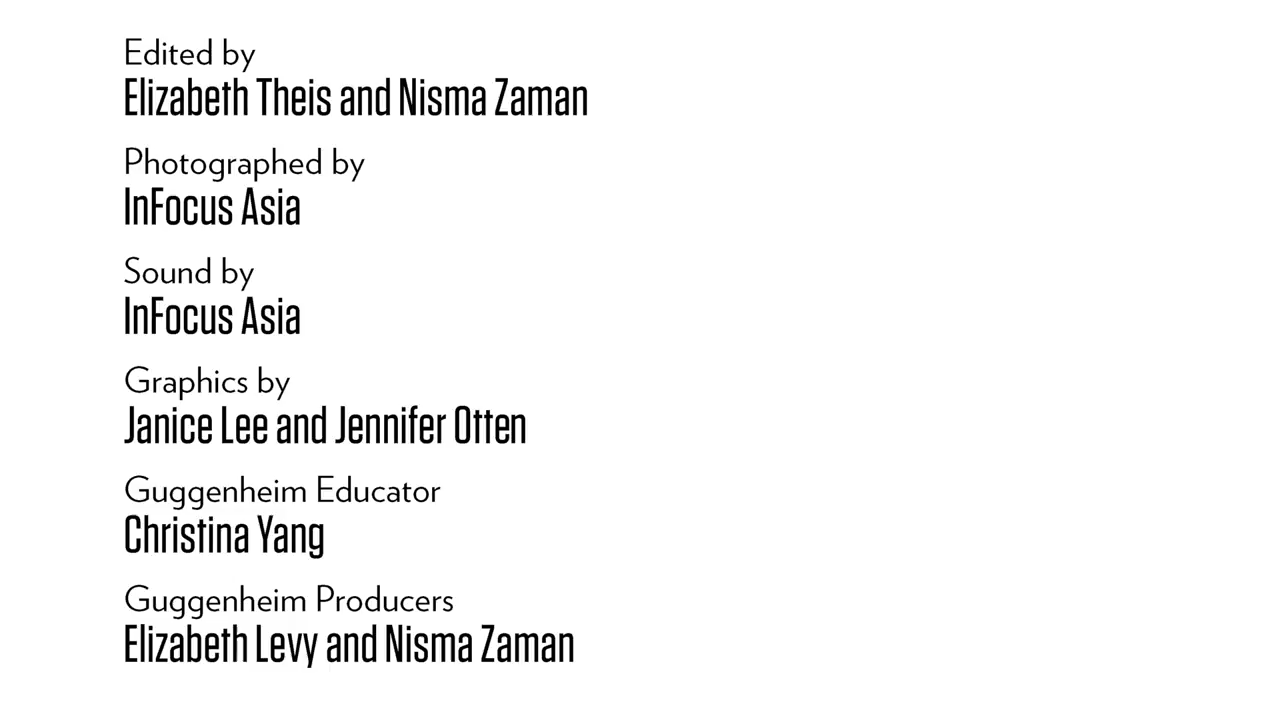 Edited by
Elizabeth Theis and Nisma Zaman
Photographed by
InFocus Asia
Sound by
InFocus Asia
Graphics by
Janice Lee and Jennifer Otten
Guggenheim Educator
Christina Yang
Guggenheim Producers
Elizabeth Levy and Nisma Zaman